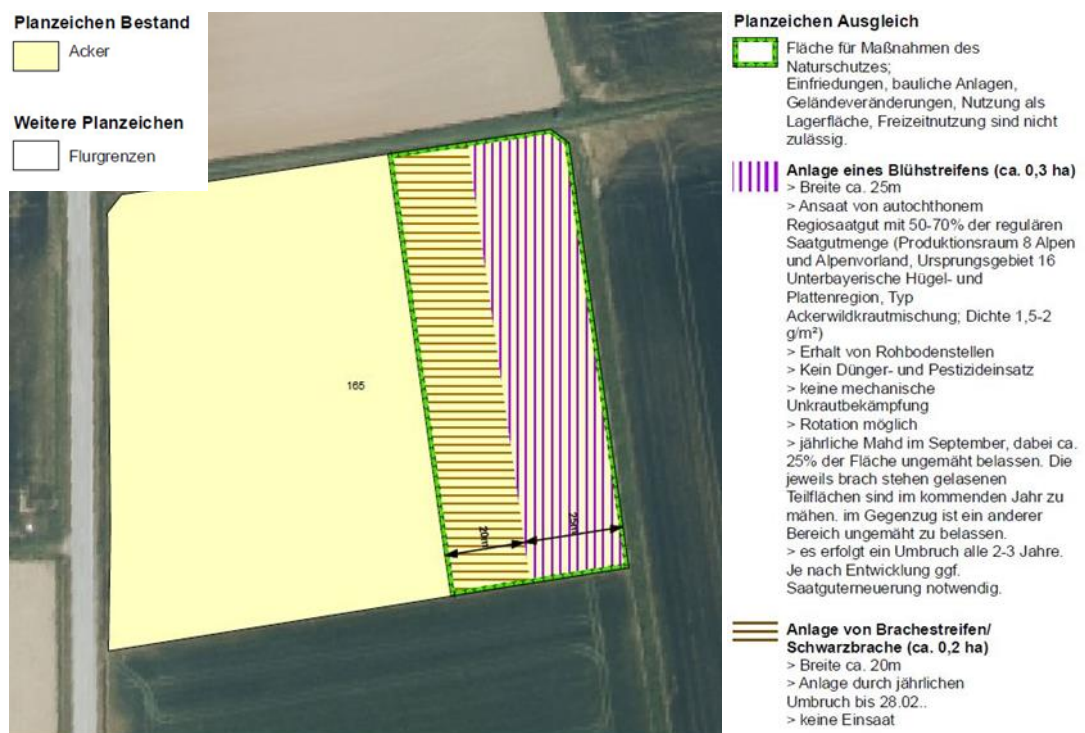 Planzeichen Bestand
Acker
Weitere Planzeichen
Flurgrenzen
165
20m
25m
Planzeichen Ausgleich
Fläche für Maßnahmen des
Naturschutzes;
Einfriedungen, bauliche Anlagen,
Geländeveränderungen, Nutzung als
Lagerfläche, Freizeitnutzung sind nicht
zulässig.
Anlage eines Blühstreifens (ca. 0,3 ha)
> Breite ca. 25m
> Ansaat von autochthonem
Regiosaatgut mit 50-70% der regulären
Saatgutmenge (Produktionsraum 8 Alpen
und Alpenvorland, Ursprungsgebiet 16
Unterbayerische Hügel- und
Plattenregion, Typ
Ackerwildkrautmischung; Dichte 1,5-2
g/m²)
> Erhalt von Rohbodenstellen
> Kein Dünger- und Pestizideinsatz
> keine mechanische
Unkrautbekämpfung
> Rotation möglich
> jährliche Mahd im September, dabei ca.
25% der Fläche ungemäht belassen. Die
jeweils brach stehen gelasenen
Teilflächen sind im kommenden Jahr zu
mähen. im Gegenzug ist ein anderer
Bereich ungemäht zu belassen.
> es erfolgt ein Umbruch alle 2-3 Jahre.
Je nach Entwicklung ggf.
Saatguterneuerung notwendig.
Anlage von Brachestreifen/
Schwarzbrache (ca. 0,2 ha)
> Breite ca. 20m
> Anlage durch jährlichen
Umbruch bis 28.02..
> keine Einsaat